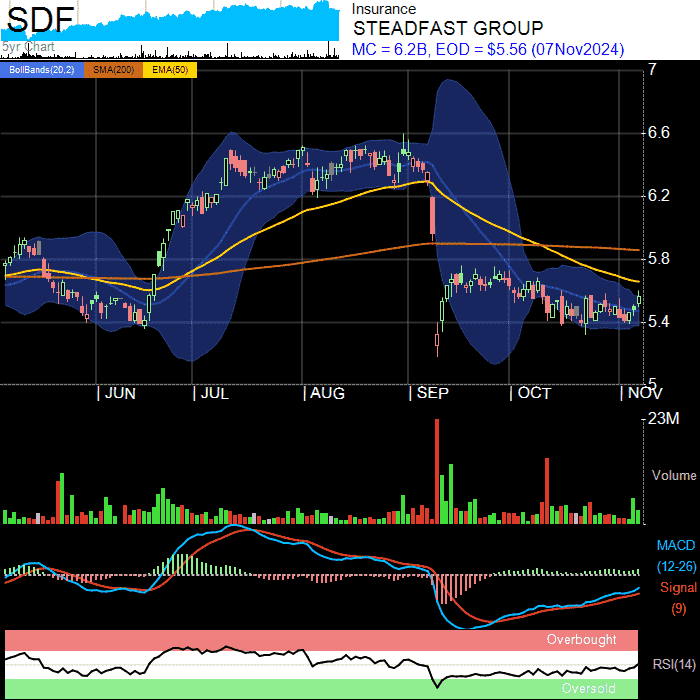 SDF
5yr Chart
Insurance
STEADFAST GROUP
MC = 6.2B, EOD = $5.56 (07Nov2024)
BollBands(20,2) SMA(200) EMA(50)
7
6.6
6.2
5.8
5.4
5
JUN JUL AUG SEP OCT NOV
23M
Volume
MACD
(12-26)
Signal
(9)
Overbought
RSI(14)
Oversold